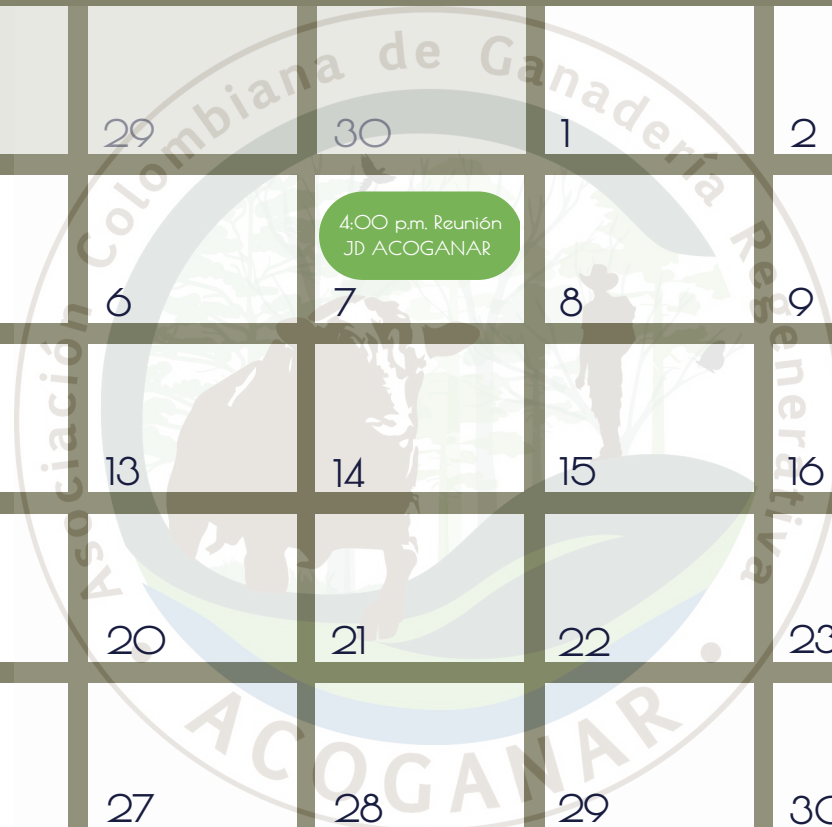 Asociación Colombiana de Ganadería Regenerativa
29 30 1 2
4:00 p.m. Reunión
JD ACOGANAR
6 7 8 9
13 14 15 16
20 21 22 23
27 28 29 30
• ACOGANAR •